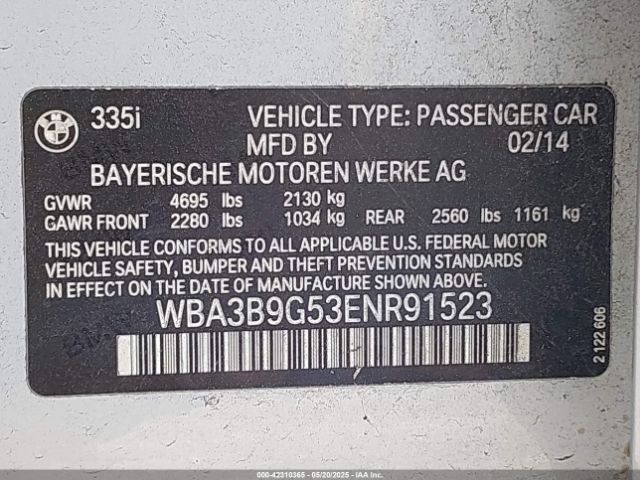 BMW
335i VEHICLE TYPE: PASSENGER CAR
MFD BY 02/14
BAYERISCHE MOTOREN WERKE AG
GVWR 4695 lbs 2130 kg
GAWR FRONT 2280 lbs 1034 kg REAR 2560 lbs 1161 kg
THIS VEHICLE CONFORMS TO ALL APPLICABLE U.S. FEDERAL MOTOR
VEHICLE SAFETY, BUMPER AND THEFT PREVENTION STANDARDS
IN EFFECT ON THE DATE OF MANUFACTURE SHOWN ABOVE.
WBA3B9G53ENR91523
2 122 606
000-42310365 - 05/20/2025 - IAA Inc.